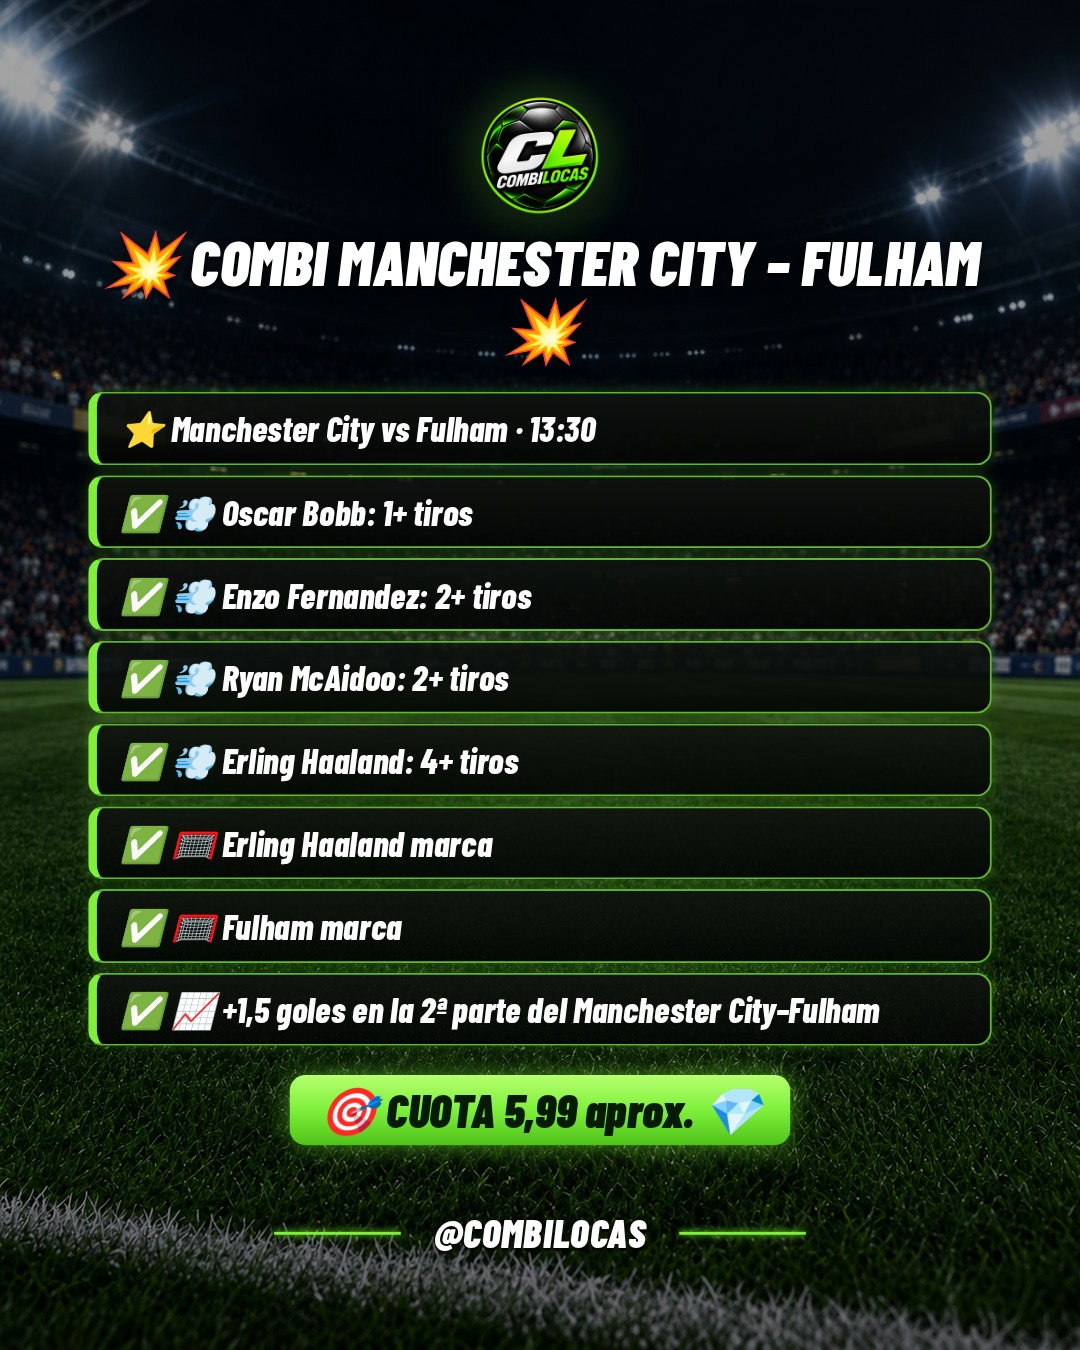 CL
COMBILOCAS
💥 COMBI MANCHESTER CITY – FULHAM
💥
⭐ Manchester City vs Fulham · 13:30
✅ 💨 Oscar Bobb: 1+ tiros
✅ 💨 Enzo Fernandez: 2+ tiros
✅ 💨 Ryan McAidoo: 2+ tiros
✅ 💨 Erling Haaland: 4+ tiros
✅ 🥅 Erling Haaland marca
✅ 🥅 Fulham marca
✅ 📈 +1,5 goles en la 2ª parte del Manchester City–Fulham
🎯 CUOTA 5,99 aprox. 💎
@COMBILOCAS